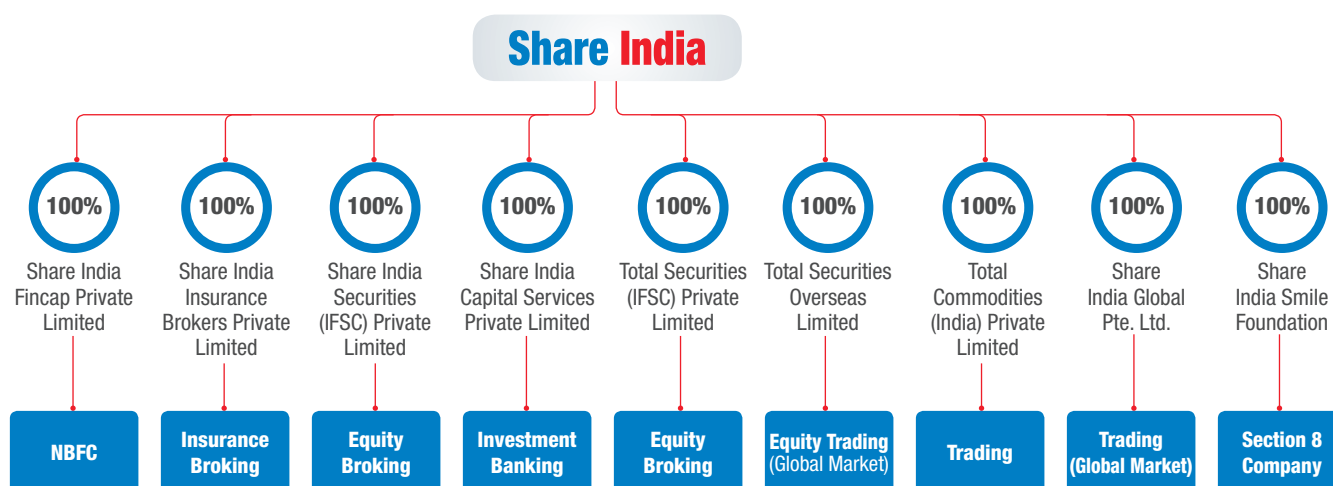 Share India
100%
Share India
Fincap Private
Limited
NBFC
100%
Share India
Insurance
Brokers Private
Limited
Insurance
Broking
100%
Share India
Securities
(IFSC) Private
Limited
Equity
Broking
100%
Share India
Capital Services
Private Limited
Investment
Banking
100%
Total Securities
(IFSC) Private
Limited
Equity
Broking
100%
Total Securities
Overseas
Limited
Equity Trading
(Global Market)
100%
Total
Commodities
(India) Private
Limited
Trading
100%
Share
India Global
Pte. Ltd.
Trading
(Global Market)
100%
Share
India Smile
Foundation
Section 8
Company